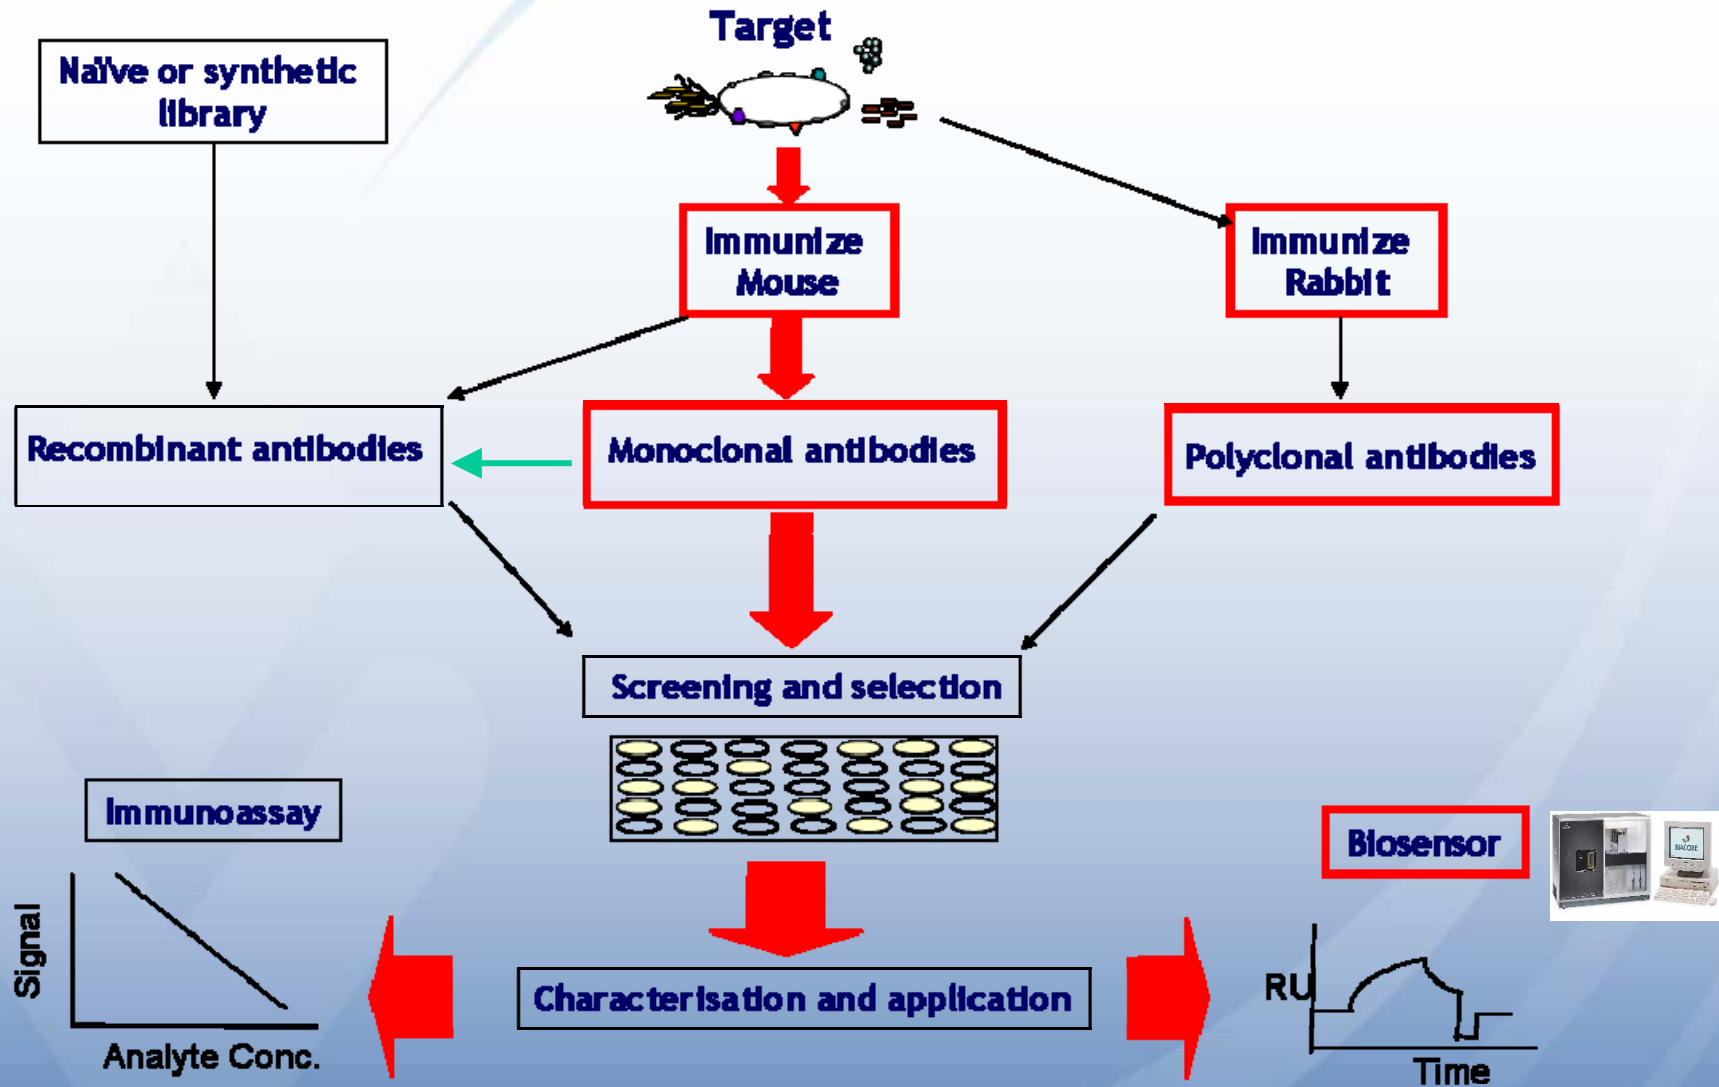 Target
Naïve or synthetic
library
Immunize
Mouse
Immunize
Rabbit
Recombinant antibodies
Monoclonal antibodies
Polyclonal antibodies
Screening and selection
Immunoassay
Biosensor
BIACORE
Signal
Analyte Conc.
Characterisation and application
RU
Time